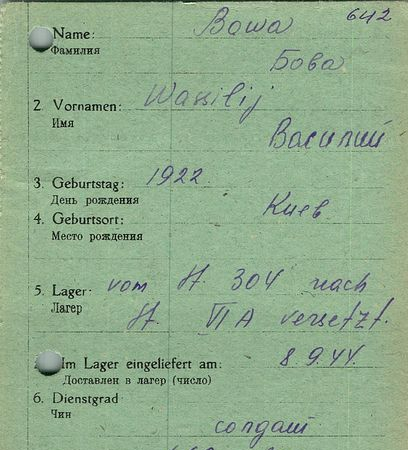 642
Name: Bowa
Фамилия Бова
2. Vornamen: Wassilij
Имя Василий
3. Geburtstag: 1922
День рождения
4. Geburtsort: Киев
Место рождения
5. Lager: vom St. 304 nach
Лагер St. VI A versetzt.
Im Lager eingeliefert am: 8.9.44.
Доставлен в лагер (число)
6. Dienstgrad
Чин
солдат